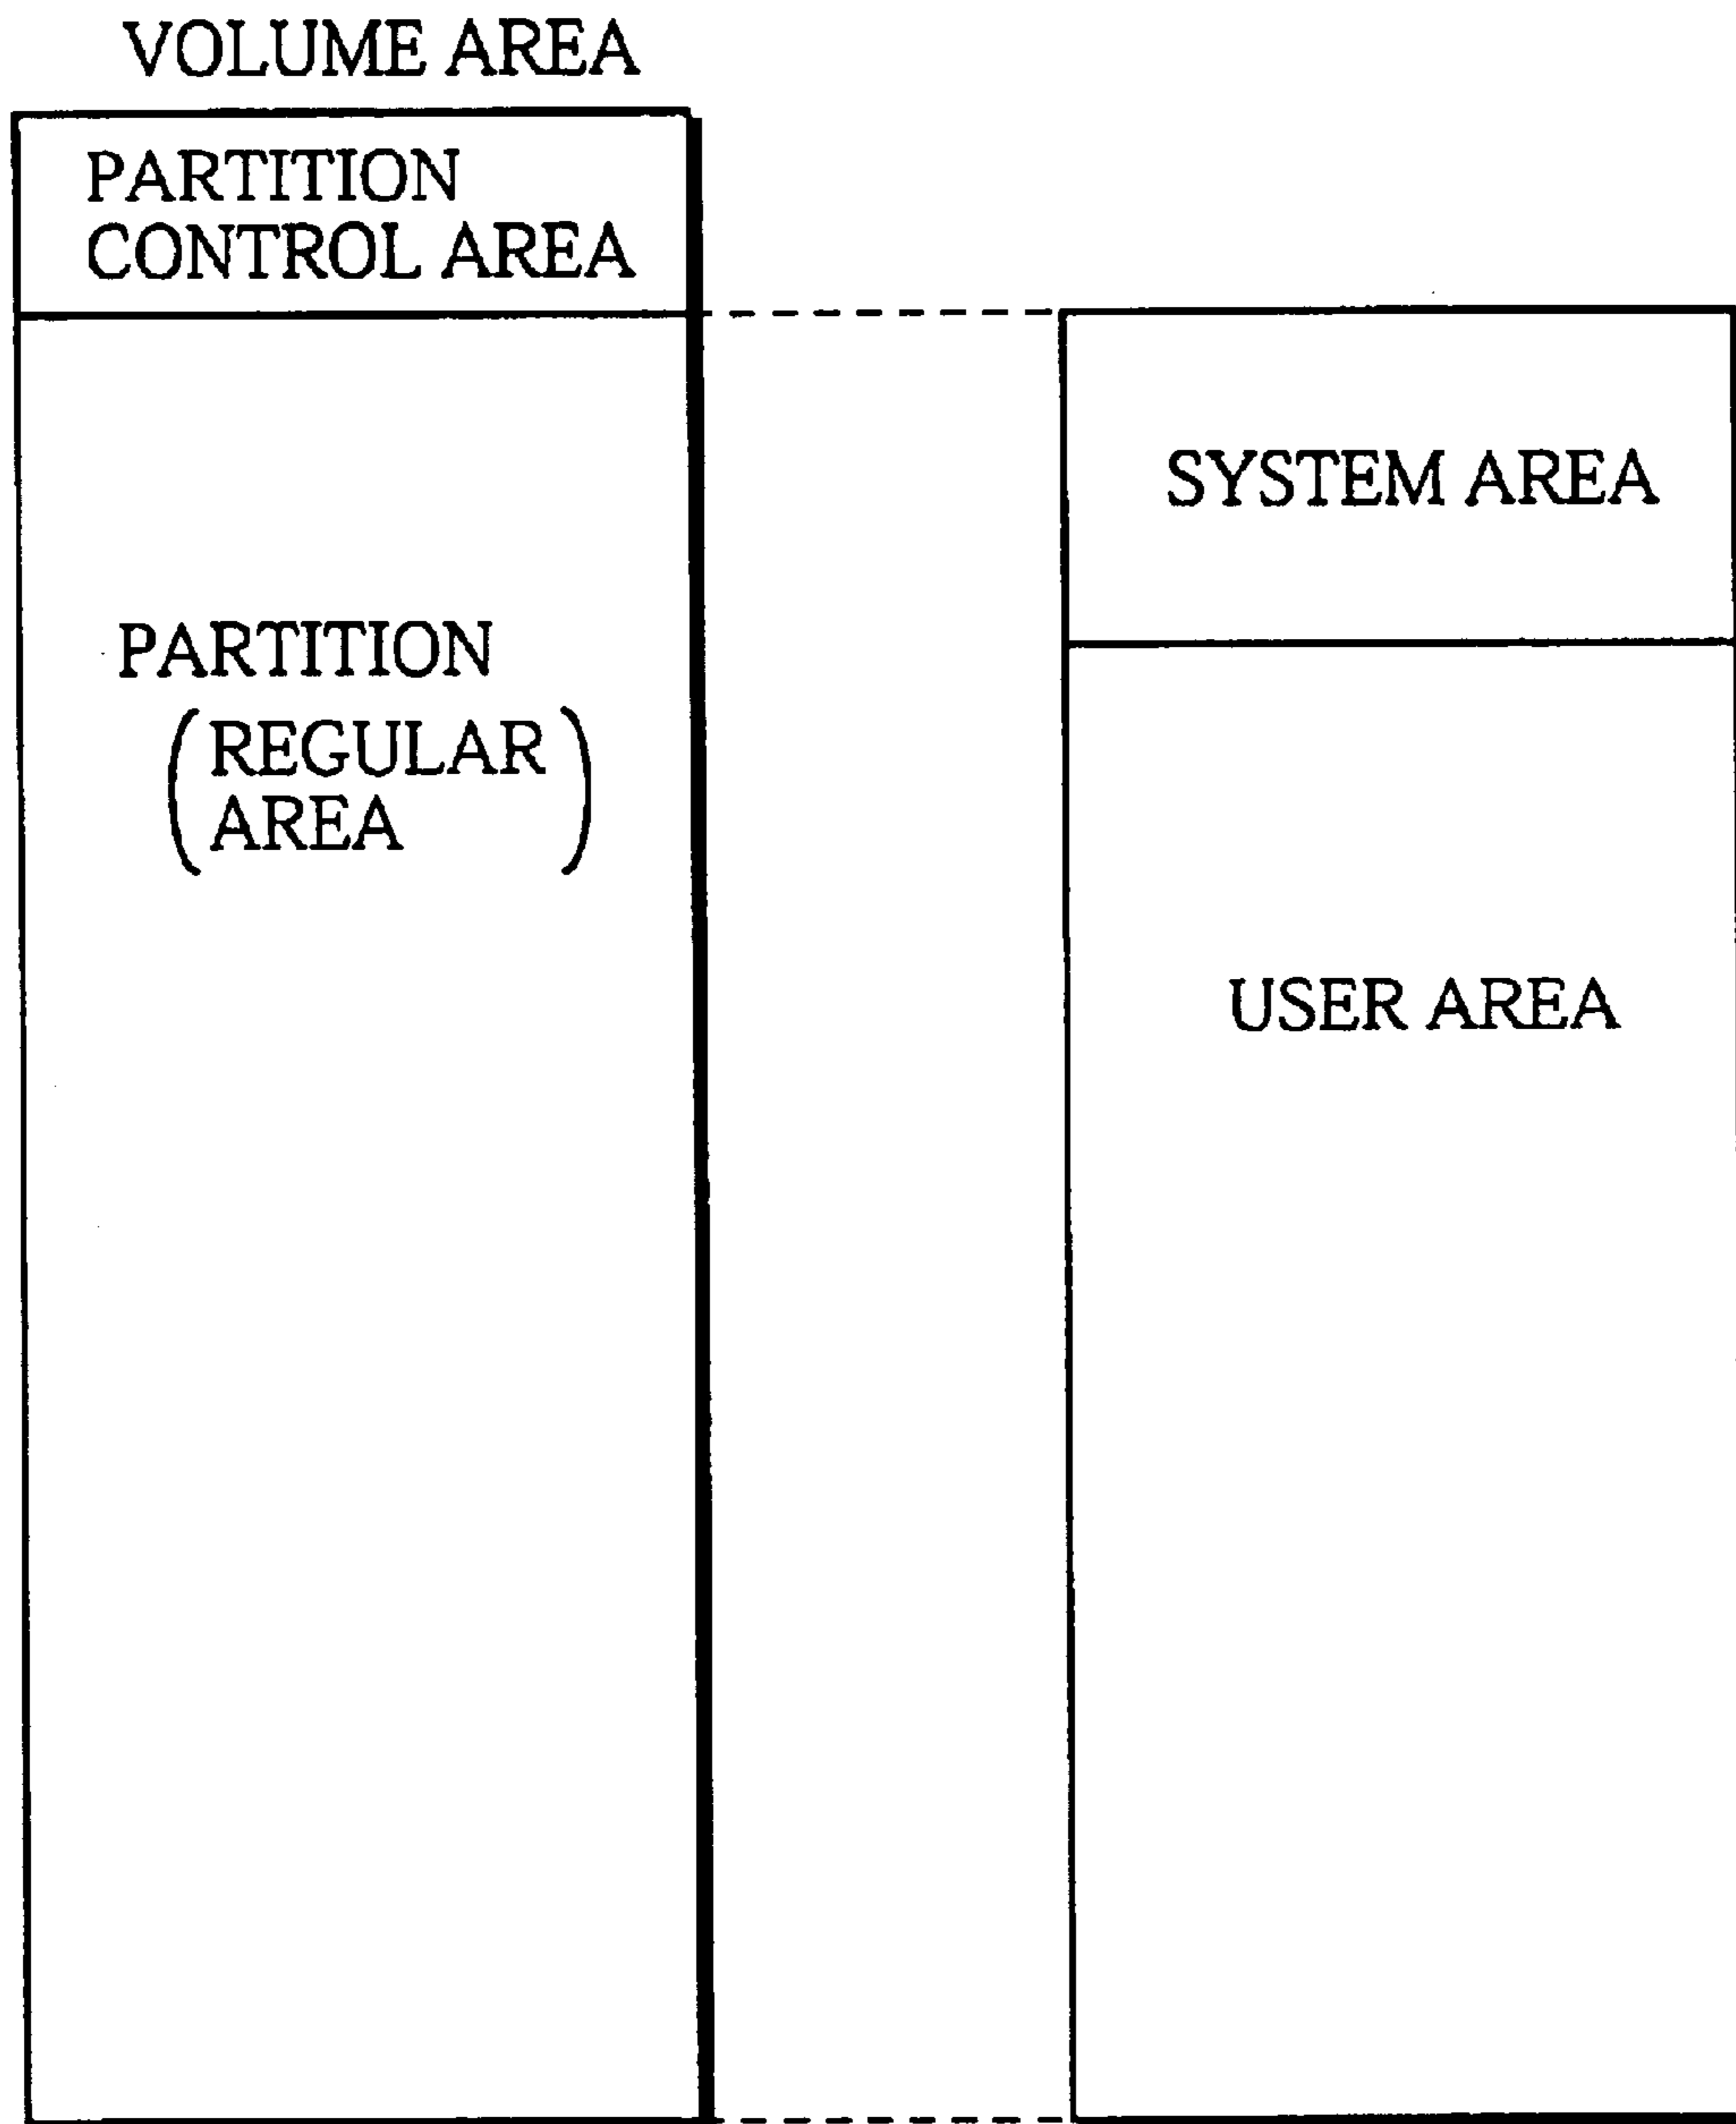 VOLUME AREA
PARTITION
CONTROL AREA
PARTITION
(REGULAR
AREA)
SYSTEM AREA
USER AREA